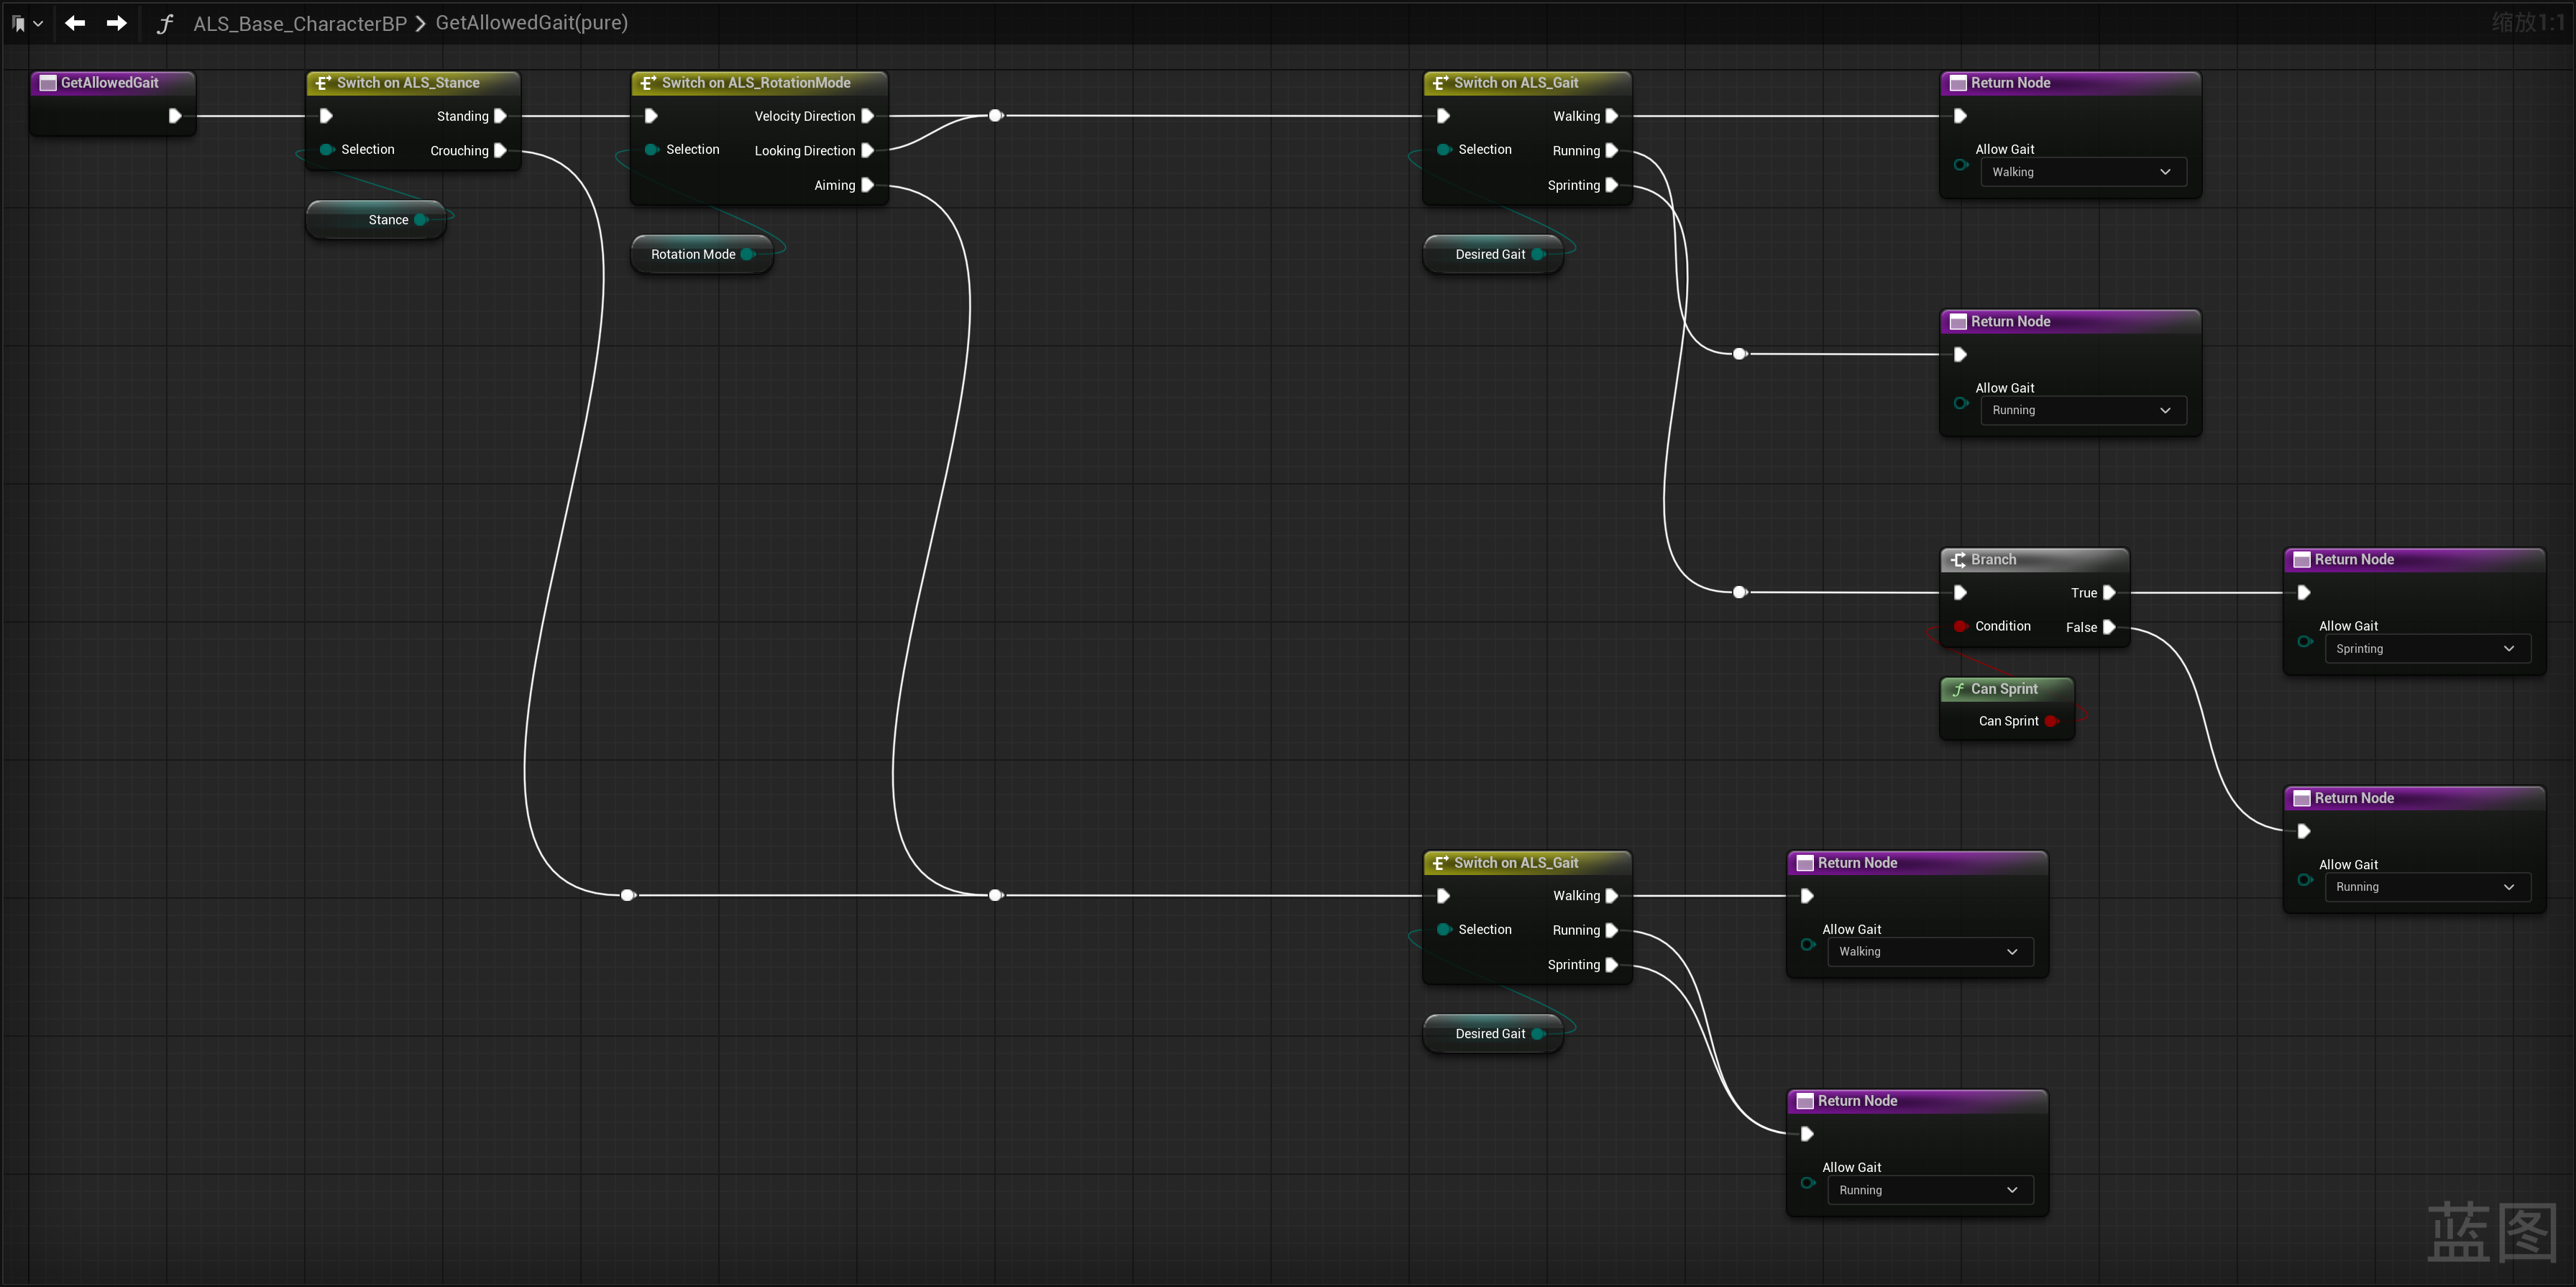 ALS_Base_CharacterBP > GetAllowedGait(pure)
缩放1:1
GetAllowedGait
Switch on ALS_Stance
Standing
Selection
Crouching
Stance
Switch on ALS_RotationMode
Velocity Direction
Selection
Looking Direction
Aiming
Rotation Mode
Switch on ALS_Gait
Walking
Selection
Running
Sprinting
Desired Gait
Return Node
Allow Gait
Walking
Return Node
Allow Gait
Running
Branch
True
Condition
False
Can Sprint
Can Sprint
Return Node
Allow Gait
Sprinting
Return Node
Allow Gait
Running
Switch on ALS_Gait
Walking
Selection
Running
Sprinting
Desired Gait
Return Node
Allow Gait
Walking
Return Node
Allow Gait
Running
蓝图